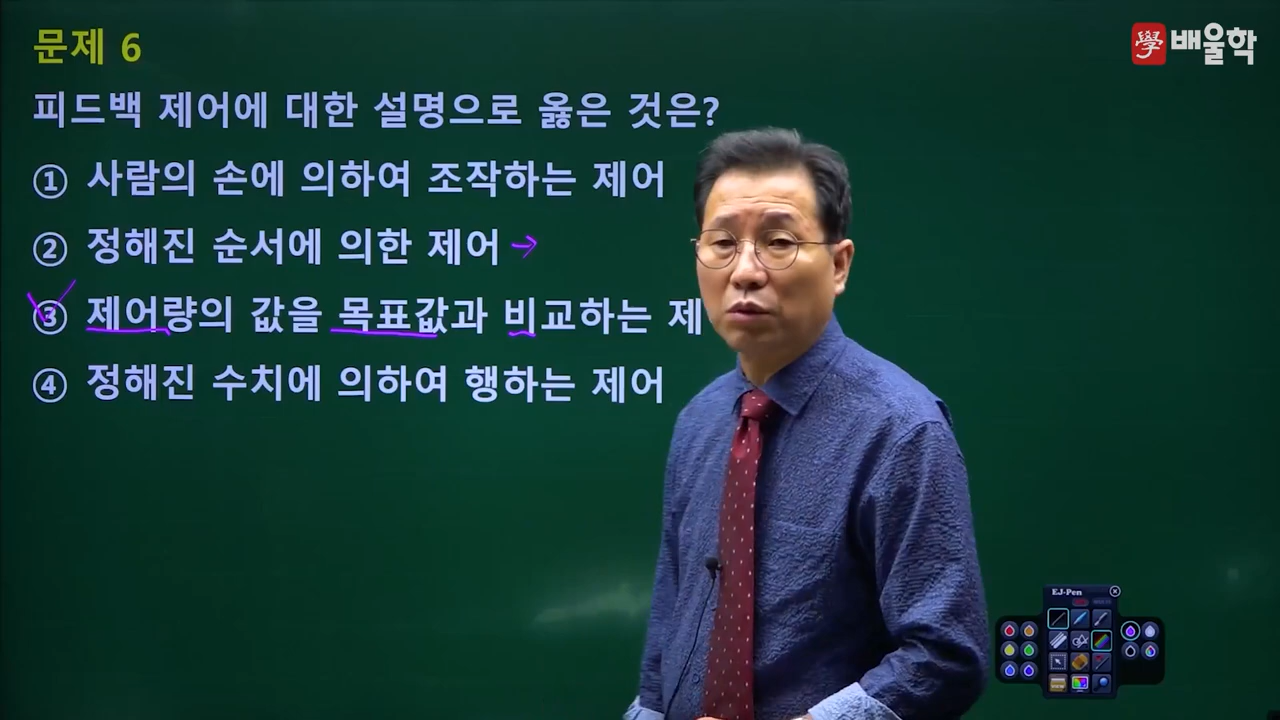 문제 6
學 배울학
피드백 제어에 대한 설명으로 옳은 것은?
① 사람의 손에 의하여 조작하는 제어
② 정해진 순서에 의한 제어 →
③ 제어량의 값을 목표값과 비교하는 제
④ 정해진 수치에 의하여 행하는 제어
EJ-Pen